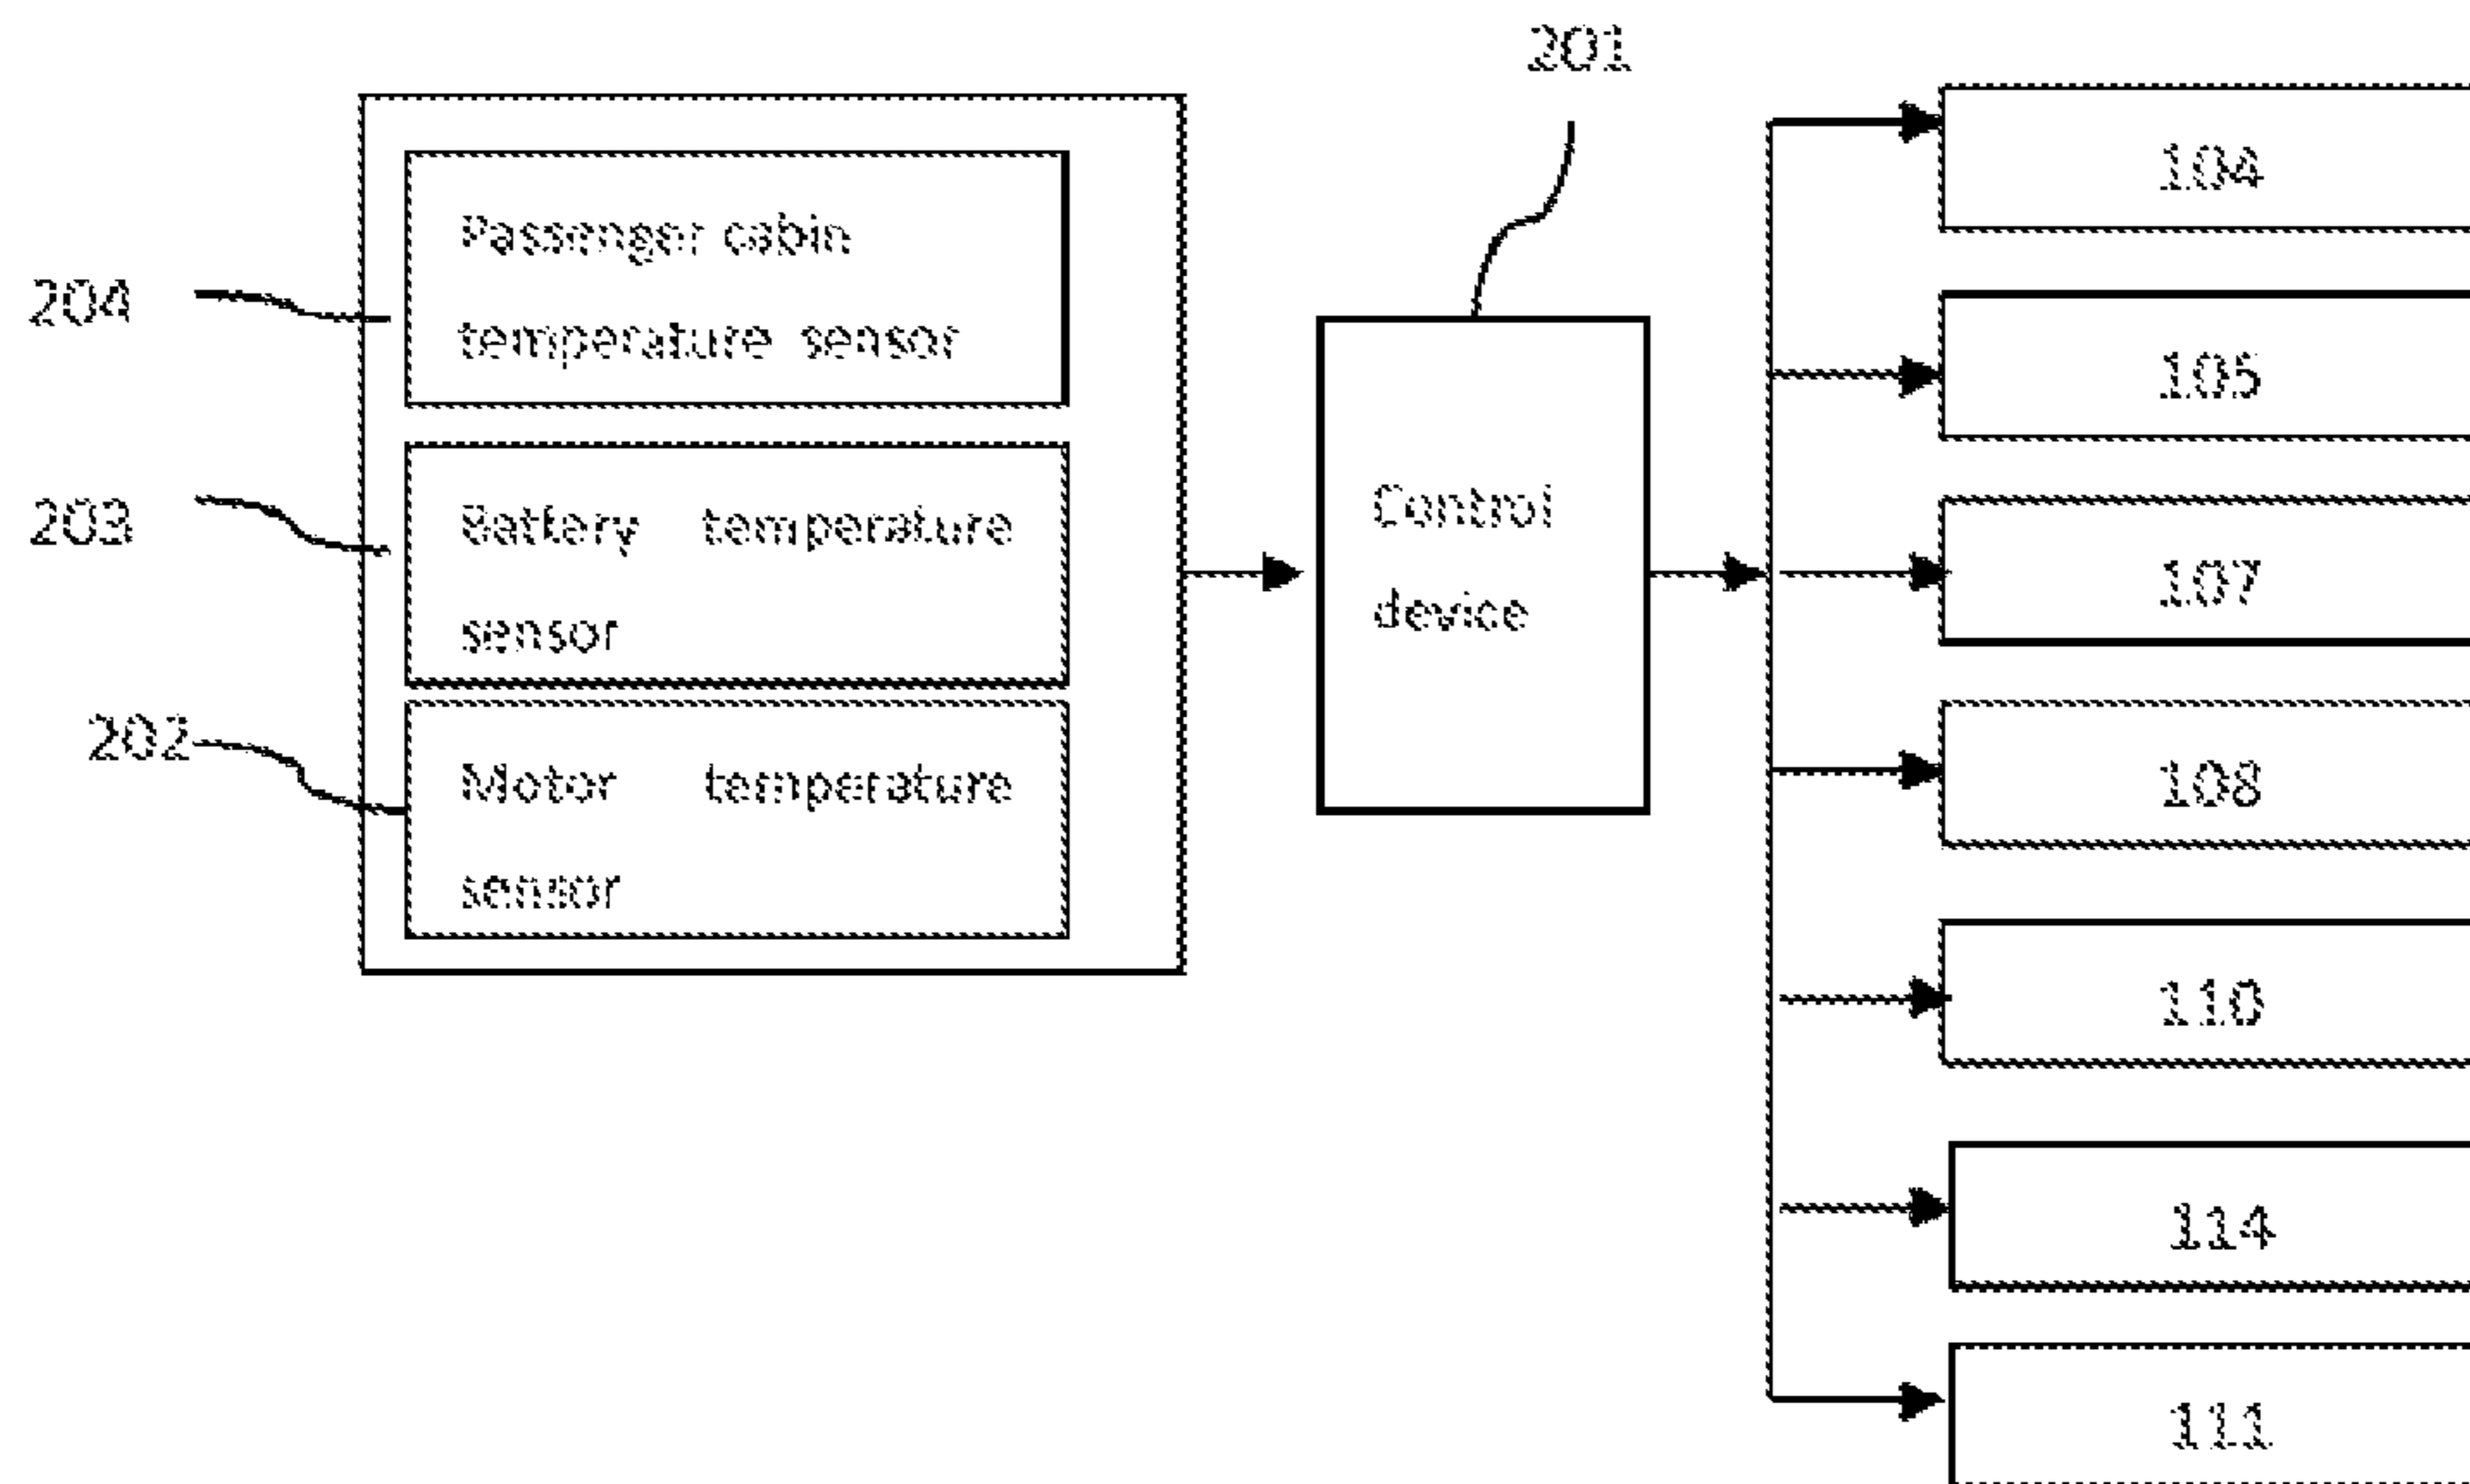 201
204
Passenger cabin
temperature sensor
203
Battery temperature
sensor
202
Motor temperature
sensor
Control
device
104
105
107
108
110
114
111